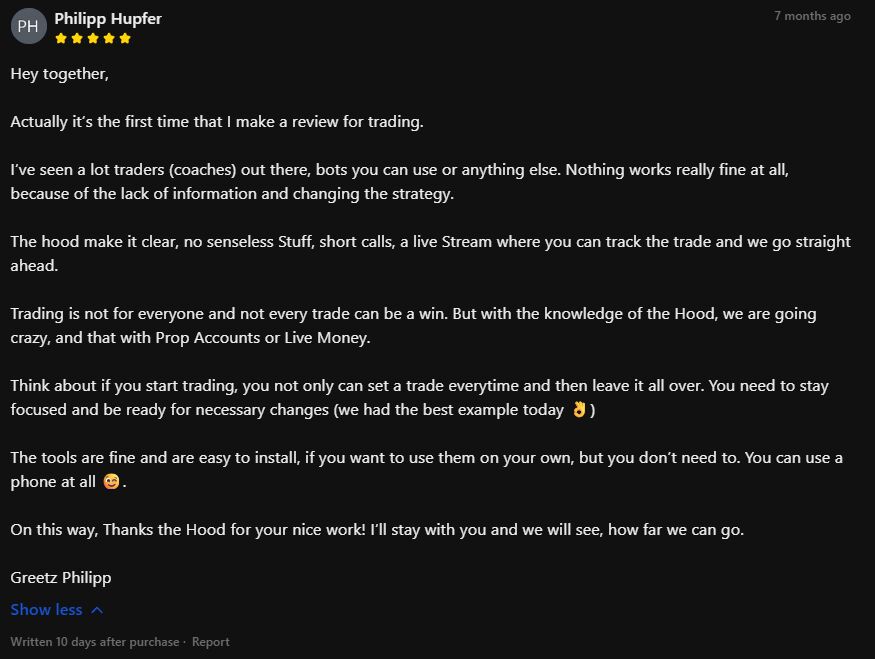 PH
Philipp Hupfer
7 months ago
Hey together,
Actually it's the first time that I make a review for trading.
I've seen a lot traders (coaches) out there, bots you can use or anything else. Nothing works really fine at all,
because of the lack of information and changing the strategy.
The hood make it clear, no senseless Stuff, short calls, a live Stream where you can track the trade and we go straight
ahead.
Trading is not for everyone and not every trade can be a win. But with the knowledge of the Hood, we are going
crazy, and that with Prop Accounts or Live Money.
Think about if you start trading, you not only can set a trade everytime and then leave it all over. You need to stay
focused and be ready for necessary changes (we had the best example today 👌)
The tools are fine and are easy to install, if you want to use them on your own, but you don't need to. You can use a
phone at all 😊.
On this way, Thanks the Hood for your nice work! I'll stay with you and we will see, how far we can go.
Greetz Philipp
Show less
Written 10 days after purchase · Report